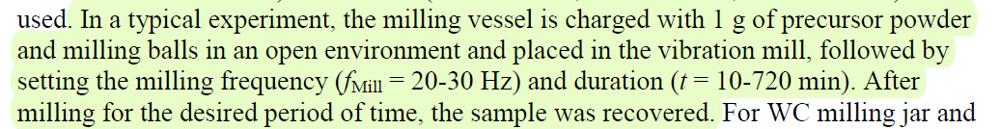 used. In a typical experiment, the milling vessel is charged with 1 g of precursor powder
and milling balls in an open environment and placed in the vibration mill, followed by
setting the milling frequency (fMill = 20-30 Hz) and duration (t = 10-720 min). After
milling for the desired period of time, the sample was recovered. For WC milling jar and